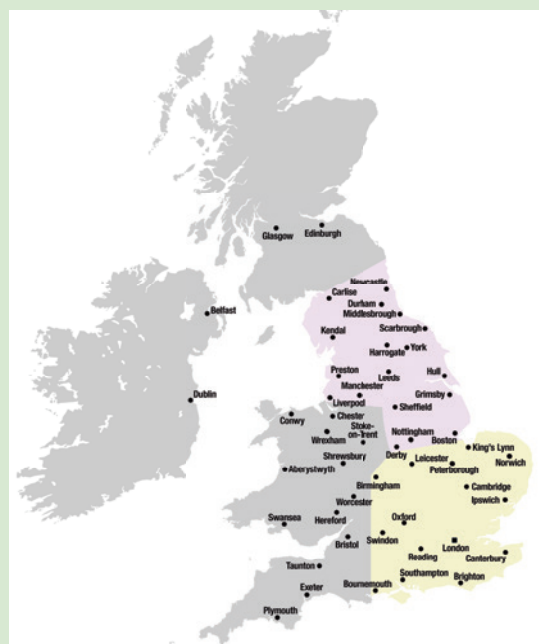 Glasgow
Edinburgh
Newcastle
Carlise
Durham
Middlesbrough
Belfast
Scarbrough
Kendal
Harrogate
York
Preston
Leeds
Hull
Manchester
Dublin
Liverpool
Grimsby
Sheffield
Conwy
Chester
Stoke-
on-Trent
Wrexham
Nottingham
Boston
King's Lynn
Derby
Leicester
Norwich
Shrewsbury
Peterborough
Aberystwyth
Birmingham
Cambridge
Worcester
Ipswich
Hereford
Oxford
Swansea
Swindon
Bristol
London
Reading
Canterbury
Taunton
Southampton
Brighton
Exeter
Bournemouth
Plymouth